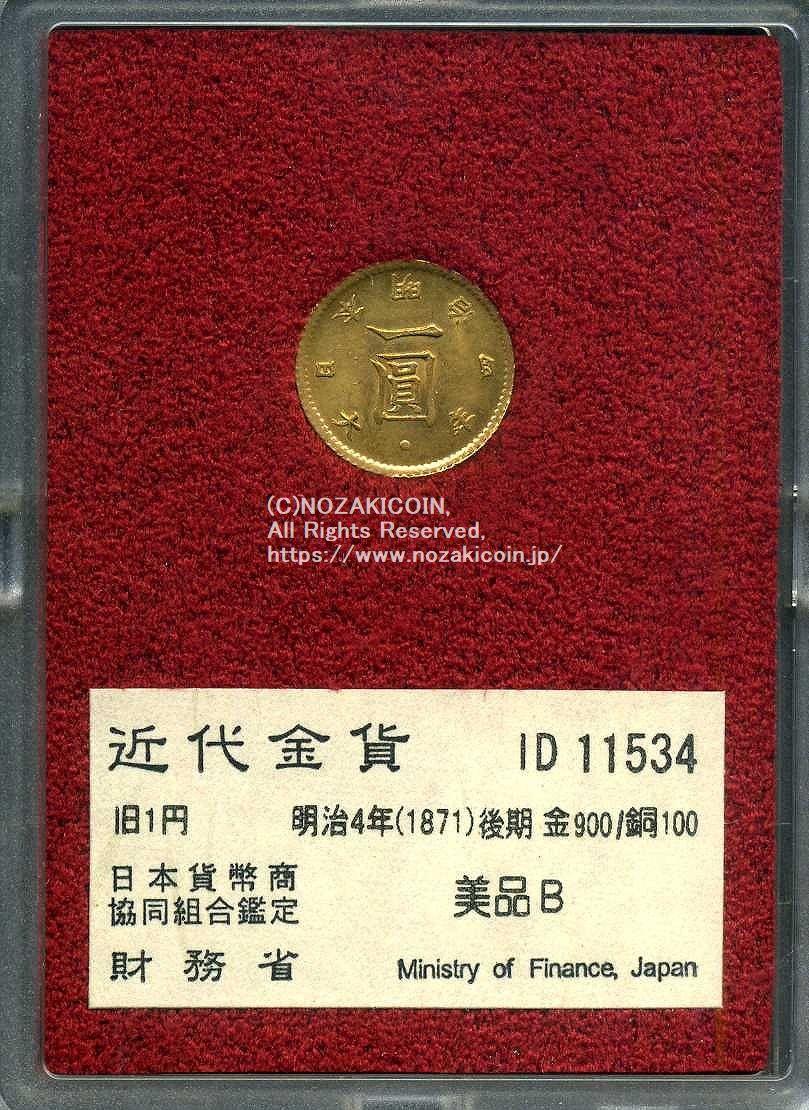 大日本明治四年
一圓
(C)NOZAKICOIN,
All Rights Reserved,
https://www.nozakicoin.jp/
近代金貨 ID 11534
旧1円 明治4年(1871)後期 金900/銅100
日本貨幣商
協同組合鑑定 美品B
財務省 Ministry of Finance, Japan